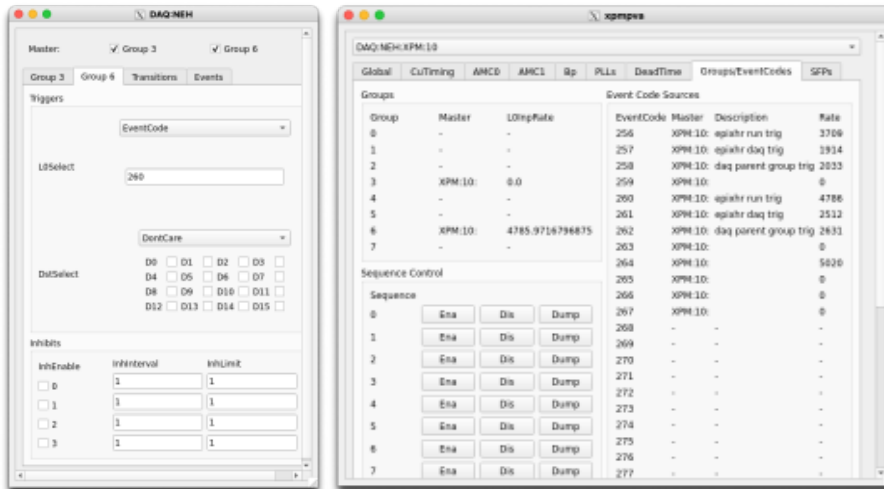 DAQ:NEH
Master: Group 3 Group 6
Group 3 Group 6 Transitions Events
Triggers
EventCode
L0Select
260
DontCare
DstSelect
D0 D1 D2 D3
D4 D5 D6 D7
D8 D9 D10 D11
D12 D13 D14 D15
Inhibits
InhEnable InhInterval InhLimit
0 1 1
1 1 1
2 1 1
3 1 1
xpmpva
DAQ:NEH:XPM:10
Global CuTiming AMC0 AMC1 Bp PLLs DeadTime Groups/EventCodes SFPs
Groups
Group Master L0InpRate
0 - -
1 - -
2 - -
3 XPM:10: 0.0
4 - -
5 - -
6 XPM:10: 4785.9716796875
7 - -
Sequence Control
Sequence
0 Ena Dis Dump
1 Ena Dis Dump
2 Ena Dis Dump
3 Ena Dis Dump
4 Ena Dis Dump
5 Ena Dis Dump
6 Ena Dis Dump
7 Ena Dis Dump
Event Code Sources
EventCode Master Description Rate
256 XPM:10: epixhr run trig 3709
257 XPM:10: epixhr daq trig 1914
258 XPM:10: daq parent group trig 2033
259 XPM:10: 0
260 XPM:10: epixhr run trig 4786
261 XPM:10: epixhr daq trig 2512
262 XPM:10: daq parent group trig 2631
263 XPM:10: 0
264 XPM:10: 5020
265 XPM:10: 0
266 XPM:10: 0
267 XPM:10: 0
268 - - -
269 - - -
270 - - -
271 - - -
272 - - -
273 - - -
274 - - -
275 - - -
276 - - -
277 - - -